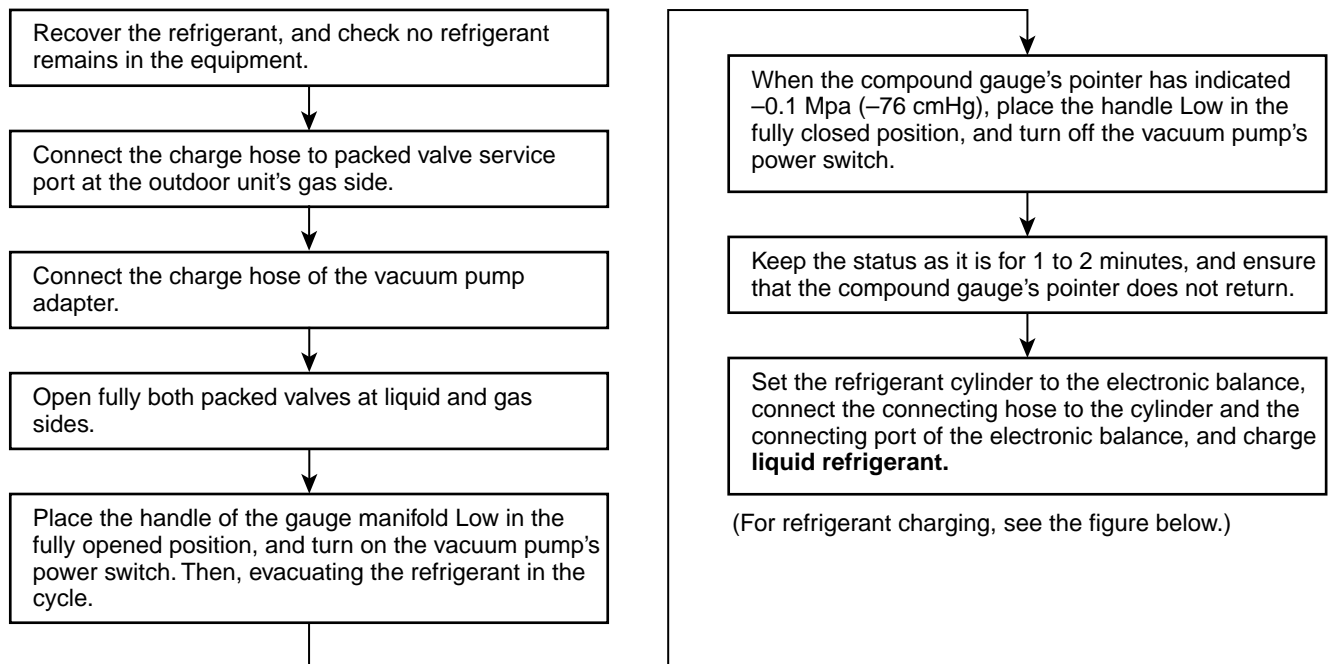 Recover the refrigerant, and check no refrigerant
remains in the equipment.
Connect the charge hose to packed valve service
port at the outdoor unit's gas side.
Connect the charge hose of the vacuum pump
adapter.
Open fully both packed valves at liquid and gas
sides.
Place the handle of the gauge manifold Low in the
fully opened position, and turn on the vacuum pump's
power switch. Then, evacuating the refrigerant in the
cycle.
When the compound gauge's pointer has indicated
–0.1 Mpa (–76 cmHg), place the handle Low in the
fully closed position, and turn off the vacuum pump's
power switch.
Keep the status as it is for 1 to 2 minutes, and ensure
that the compound gauge's pointer does not return.
Set the refrigerant cylinder to the electronic balance,
connect the connecting hose to the cylinder and the
connecting port of the electronic balance, and charge
liquid refrigerant.
(For refrigerant charging, see the figure below.)